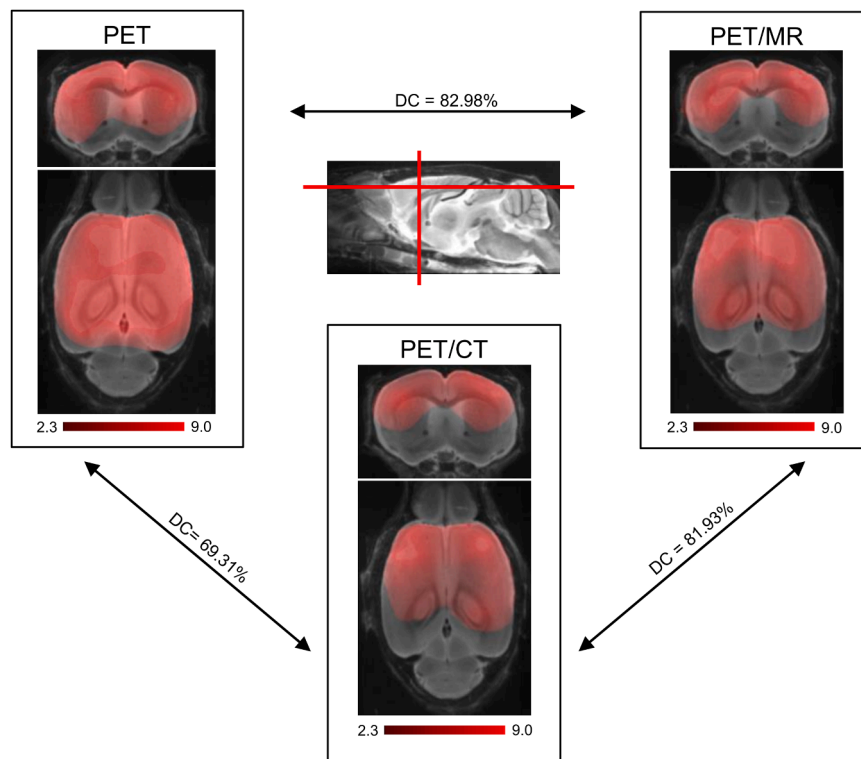 PET
PET/MR
DC = 82.98%
2.3
9.0
2.3
9.0
PET/CT
DC= 69.31%
DC = 81.93%
2.3
9.0